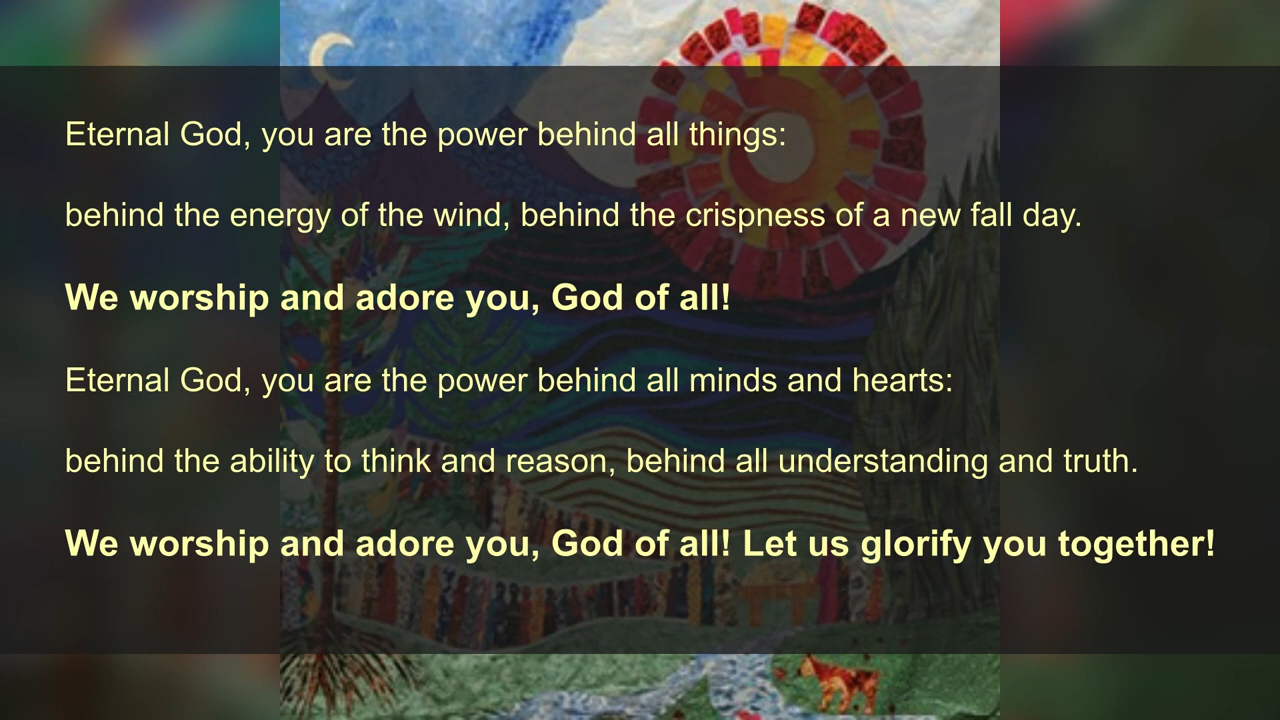 Eternal God, you are the power behind all things:
behind the energy of the wind, behind the crispness of a new fall day.
We worship and adore you, God of all!
Eternal God, you are the power behind all minds and hearts:
behind the ability to think and reason, behind all understanding and truth.
We worship and adore you, God of all! Let us glorify you together!